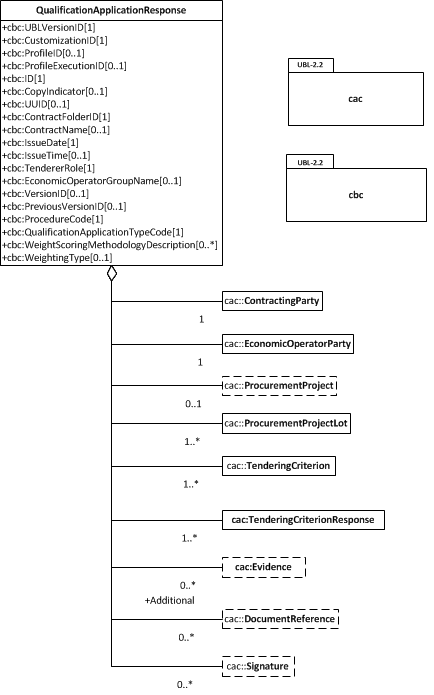 QualificationApplicationResponse
+cbc:UBLVersionID[1]
+cbc:CustomizationID[1]
+cbc:ProfileID[0..1]
+cbc:ProfileExecutionID[0..1]
+cbc:ID[1]
+cbc:CopyIndicator[0..1]
+cbc:UUID[0..1]
+cbc:ContractFolderID[1]
+cbc:ContractName[0..1]
+cbc:IssueDate[1]
+cbc:IssueTime[0..1]
+cbc:TendererRole[1]
+cbc:EconomicOperatorGroupName[0..1]
+cbc:VersionID[0..1]
+cbc:PreviousVersionID[0..1]
+cbc:ProcedureCode[1]
+cbc:QualificationApplicationTypeCode[1]
+cbc:WeightScoringMethodologyDescription[0..*]
+cbc:WeightingType[0..1]
UBL-2.2
cac
UBL-2.2
cbc
cac::ContractingParty
1
cac::EconomicOperatorParty
1
cac::ProcurementProject
0..1
cac::ProcurementProjectLot
1..*
cac::TenderingCriterion
1..*
cac:TenderingCriterionResponse
1..*
cac:Evidence
0..*
+Additional
cac::DocumentReference
0..*
cac::Signature
0..*